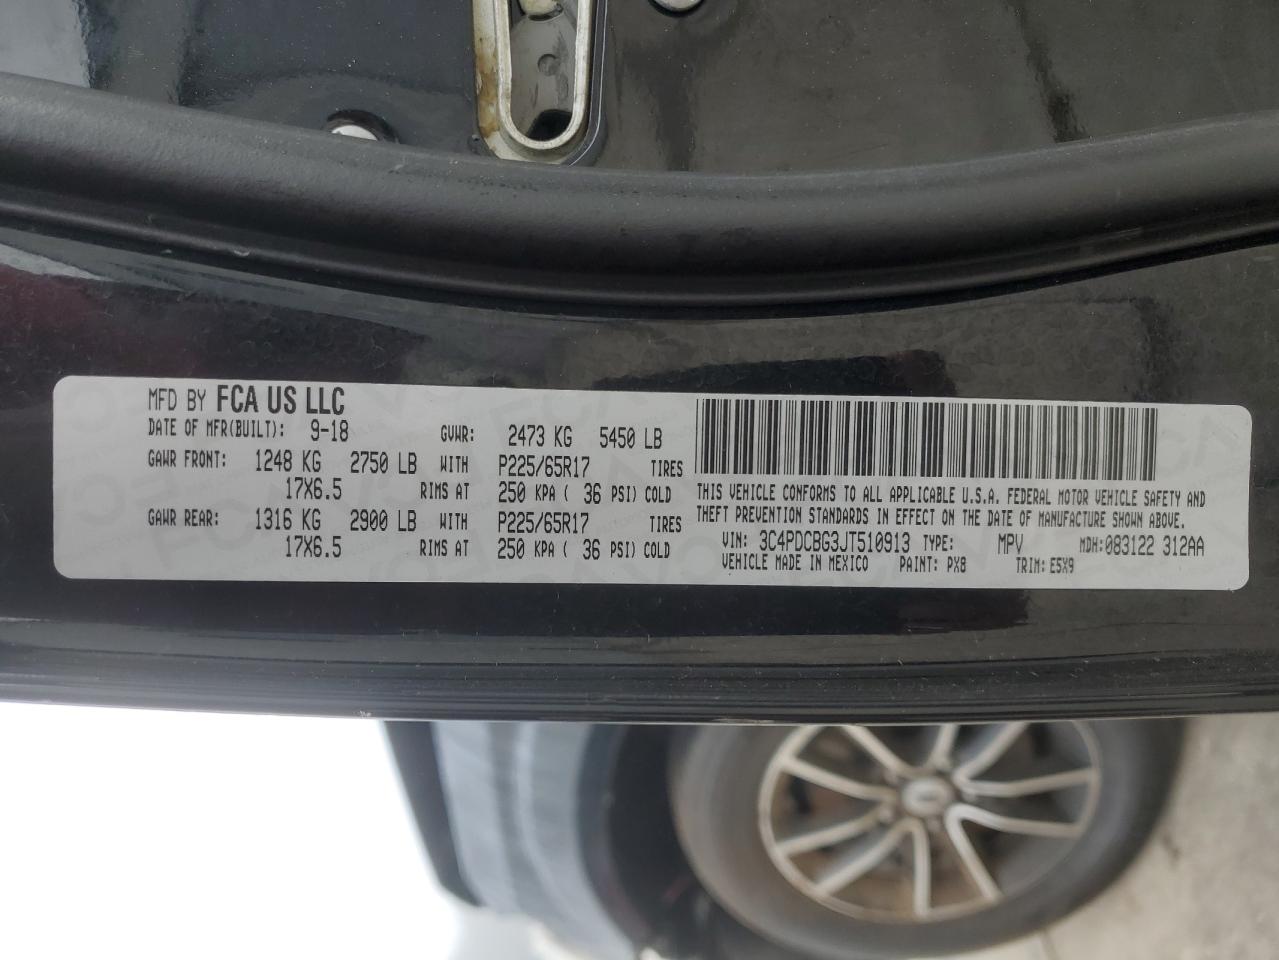 MFD BY FCA US LLC
DATE OF MFR(BUILT): 9-18 GVWR: 2473 KG 5450 LB
GAWR FRONT: 1248 KG 2750 LB WITH P225/65R17 TIRES
17X6.5 RIMS AT 250 KPA ( 36 PSI) COLD
GAWR REAR: 1316 KG 2900 LB WITH P225/65R17 TIRES
17X6.5 RIMS AT 250 KPA ( 36 PSI) COLD
THIS VEHICLE CONFORMS TO ALL APPLICABLE U.S.A. FEDERAL MOTOR VEHICLE SAFETY AND
THEFT PREVENTION STANDARDS IN EFFECT ON THE DATE OF MANUFACTURE SHOWN ABOVE.
VIN: 3C4PDCBG3JT510913 TYPE: MPV MDH:083122 312AA
VEHICLE MADE IN MEXICO PAINT: PX8 TRIM: E5X9